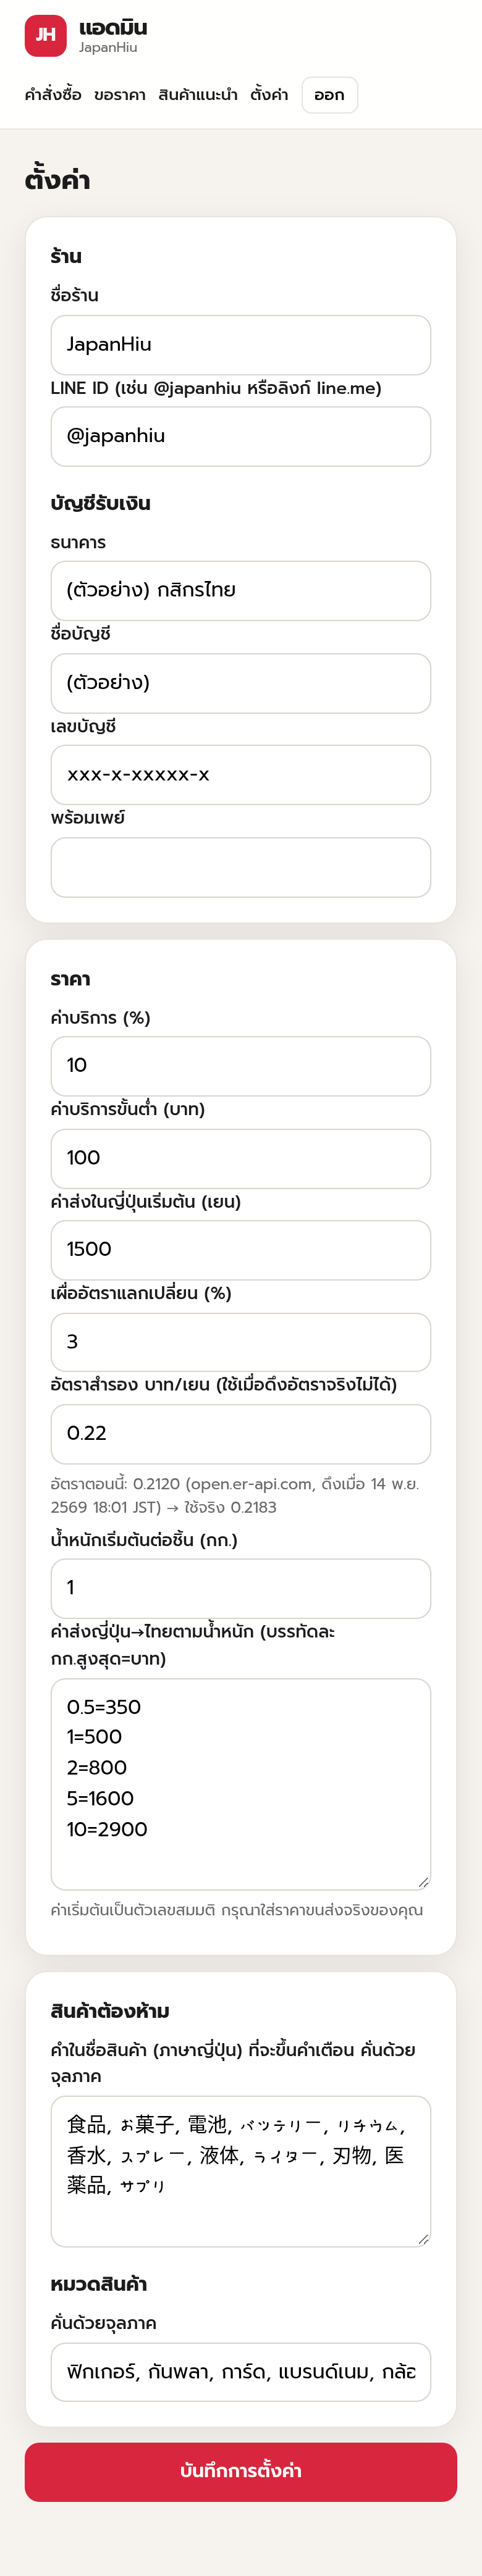 JH
แอดมิน
JapanHiu
คำสั่งซื้อ ขอราคา สินค้าแนะนำ ตั้งค่า ออก
ตั้งค่า
ร้าน
ชื่อร้าน
JapanHiu
LINE ID (เช่น @japanhiu หรือลิงก์ line.me)
@japanhiu
บัญชีรับเงิน
ธนาคาร
(ตัวอย่าง) กสิกรไทย
ชื่อบัญชี
(ตัวอย่าง)
เลขบัญชี
xxx-x-xxxxx-x
พร้อมเพย์
ราคา
ค่าบริการ (%)
10
ค่าบริการขั้นต่ำ (บาท)
100
ค่าส่งในญี่ปุ่นเริ่มต้น (เยน)
1500
เผื่ออัตราแลกเปลี่ยน (%)
3
อัตราสำรอง บาท/เยน (ใช้เมื่อดึงอัตราจริงไม่ได้)
0.22
อัตราตอนนี้: 0.2120 (open.er-api.com, ดึงเมื่อ 14 พ.ย.
2569 18:01 JST) → ใช้จริง 0.2183
น้ำหนักเริ่มต้นต่อชิ้น (กก.)
1
ค่าส่งญี่ปุ่น→ไทยตามน้ำหนัก (บรรทัดละ
กก.สูงสุด=บาท)
0.5=350
1=500
2=800
5=1600
10=2900
ค่าเริ่มต้นเป็นตัวเลขสมมติ กรุณาใส่ราคาขนส่งจริงของคุณ
สินค้าต้องห้าม
คำในชื่อสินค้า (ภาษาญี่ปุ่น) ที่จะขึ้นคำเตือน คั่นด้วย
จุลภาค
食品, お菓子, 電池, バッテリー, リチウム,
香水, スプレー, 液体, ライター, 刃物, 医
薬品, サプリ
หมวดสินค้า
คั่นด้วยจุลภาค
ฟิกเกอร์, กันพลา, การ์ด, แบรนด์เนม, กล้อ
บันทึกการตั้งค่า